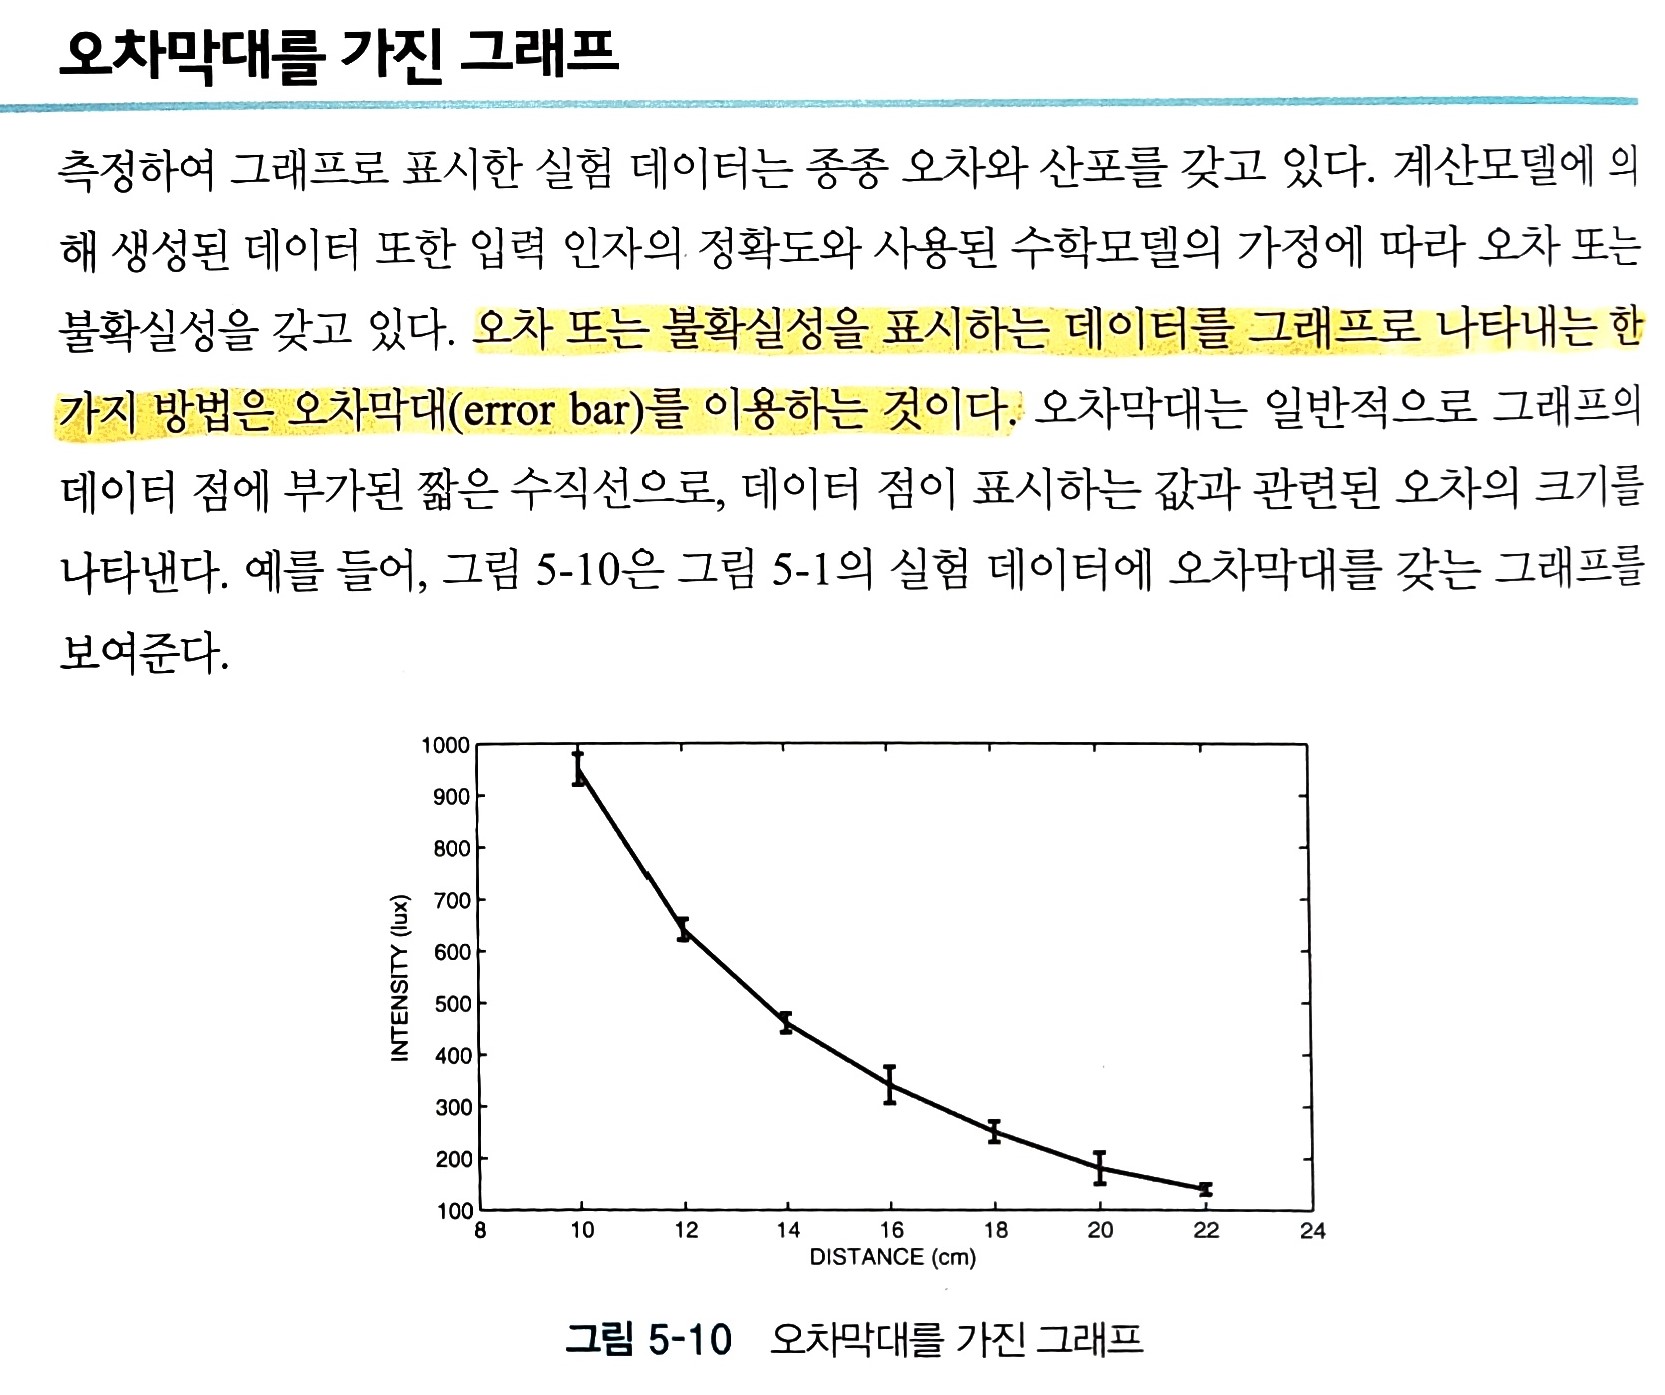 오차막대를 가진 그래프
측정하여 그래프로 표시한 실험 데이터는 종종 오차와 산포를 갖고 있다. 계산모델에 의
해 생성된 데이터 또한 입력 인자의 정확도와 사용된 수학모델의 가정에 따라 오차 또는
불확실성을 갖고 있다. 오차 또는 불확실성을 표시하는 데이터를 그래프로 나타내는 한
가지 방법은 오차막대(error bar)를 이용하는 것이다. 오차막대는 일반적으로 그래프의
데이터 점에 부가된 짧은 수직선으로, 데이터 점이 표시하는 값과 관련된 오차의 크기를
나타낸다. 예를 들어, 그림 5-10은 그림 5-1의 실험 데이터에 오차막대를 갖는 그래프를
보여준다.
1000
900
800
700
600
500
400
300
200
100
INTENSITY (lux)
8 10 12 14 16 18 20 22 24
DISTANCE (cm)
그림 5-10 오차막대를 가진 그래프